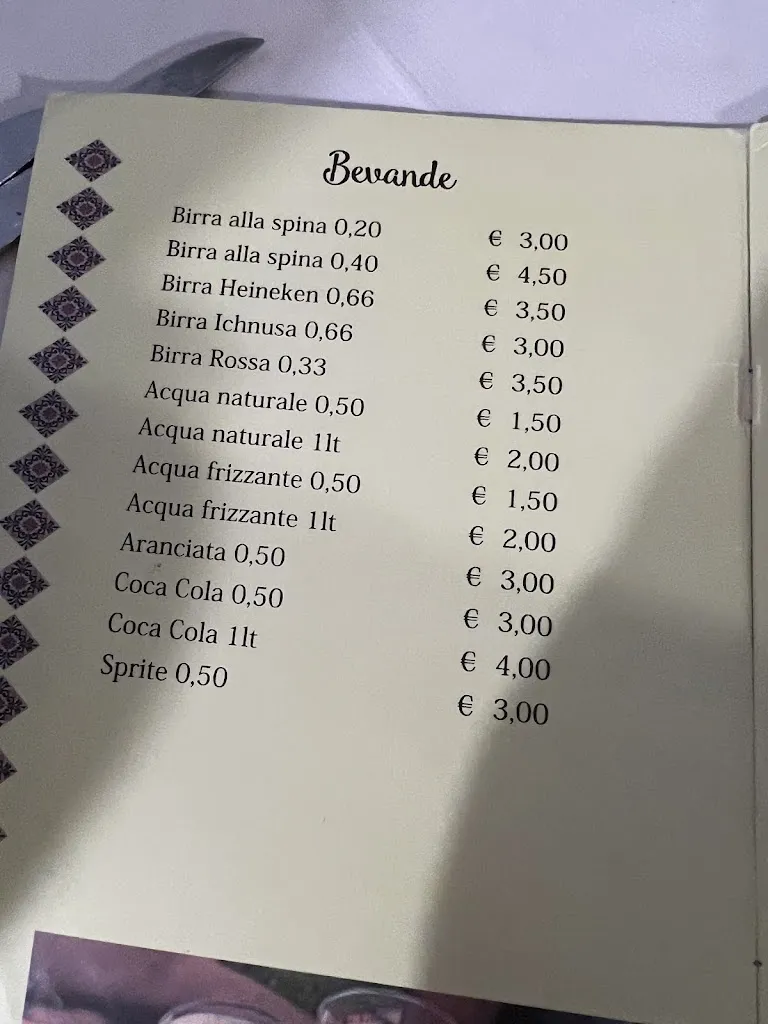 Bevande
Birra alla spina 0,20 € 3,00
Birra alla spina 0,40 € 4,50
Birra Heineken 0,66 € 3,50
Birra Ichnusa 0,66 € 3,00
Birra Rossa 0,33 € 3,50
Acqua naturale 0,50 € 1,50
Acqua naturale 1lt € 2,00
Acqua frizzante 0,50 € 1,50
Acqua frizzante 1lt € 2,00
Aranciata 0,50 € 3,00
Coca Cola 0,50 € 3,00
Coca Cola 1lt € 4,00
Sprite 0,50 € 3,00